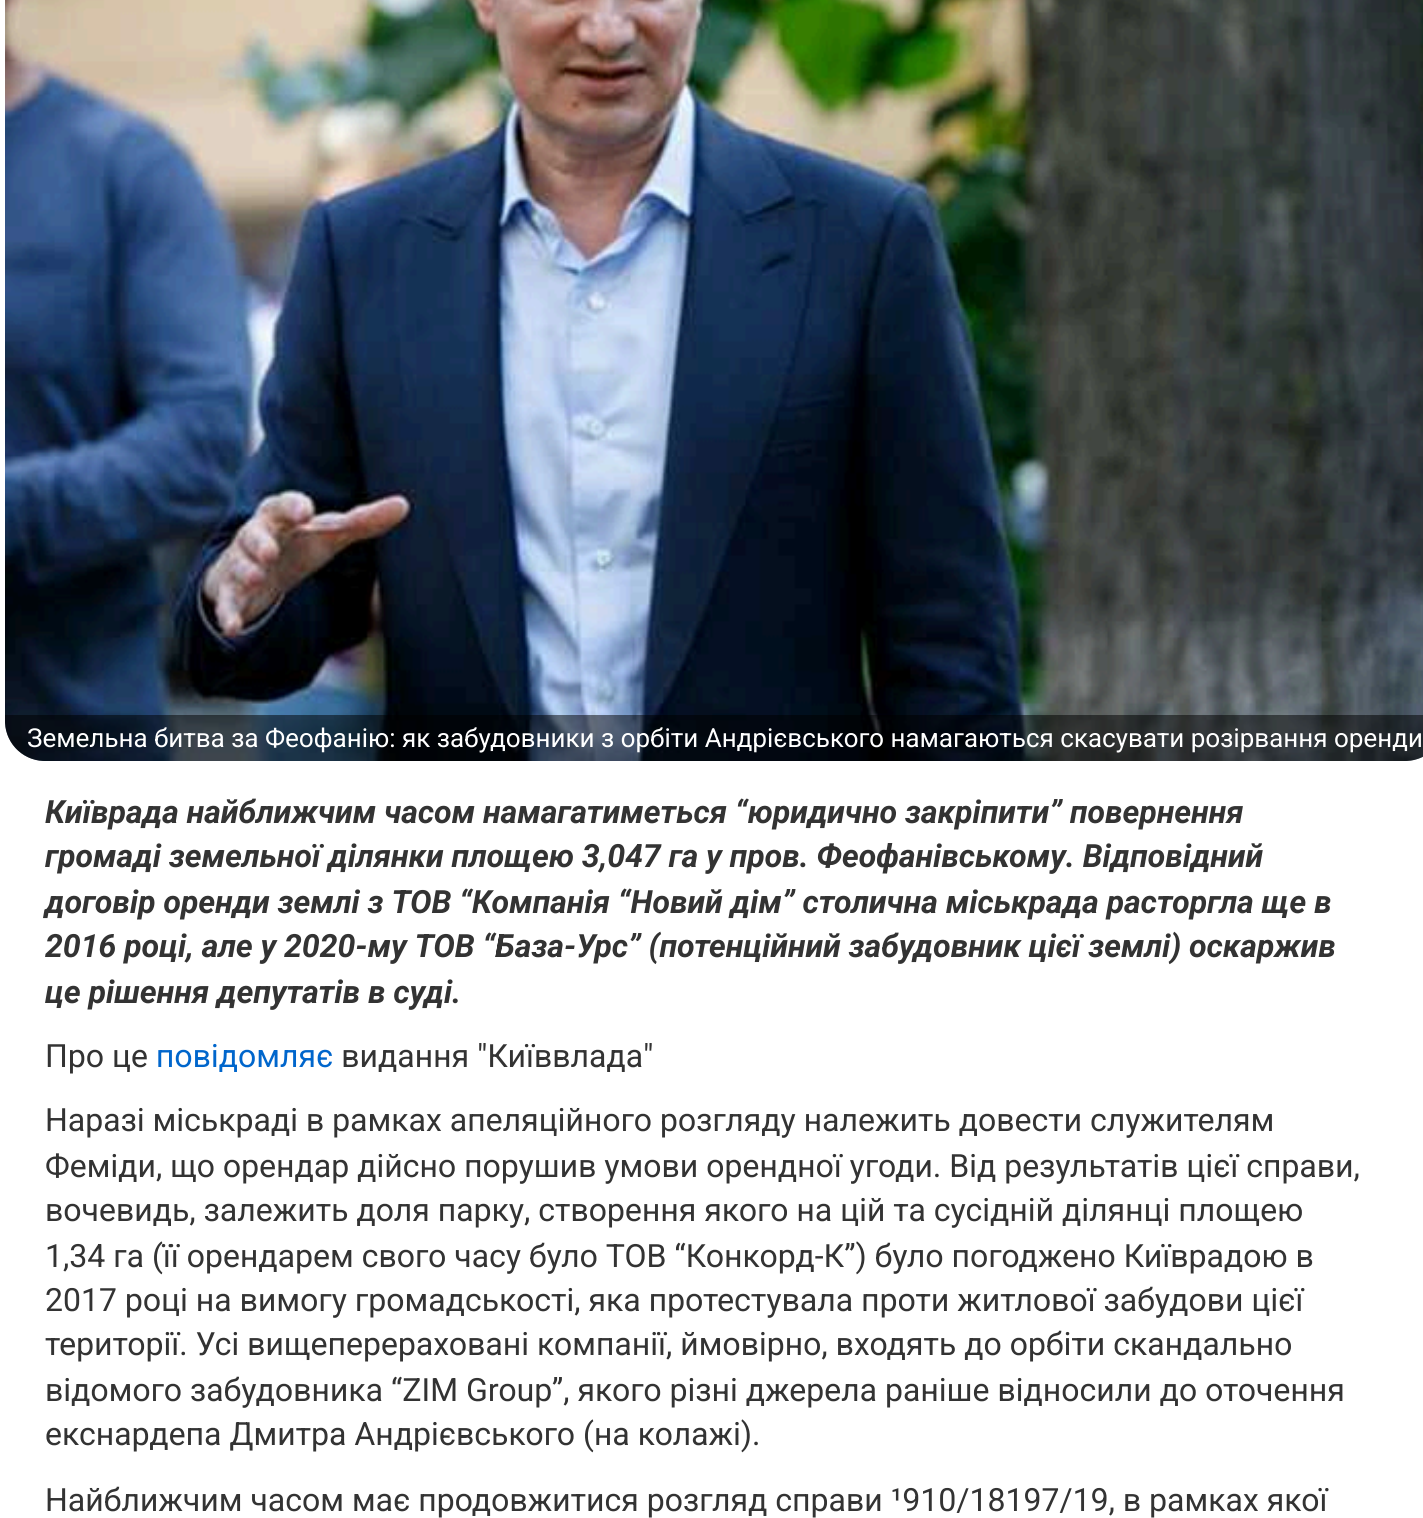 Земельна битва за Феофанію: як забудовники з орбіти Андрієвського намагаються скасувати розірвання оренди
Київрада найближчим часом намагатиметься “юридично закріпити” повернення
громаді земельної ділянки площею 3,047 га у пров. Феофанівському. Відповідний
договір оренди землі з ТОВ “Компанія “Новий дім” столична міськрада расторгла ще в
2016 році, але у 2020-му ТОВ “База-Урс” (потенційний забудовник цієї землі) оскаржив
це рішення депутатів в суді.
Про це повідомляє видання "Київвлада"
Наразі міськраді в рамках апеляційного розгляду належить довести служителям
Феміди, що орендар дійсно порушив умови орендної угоди. Від результатів цієї справи,
вочевидь, залежить доля парку, створення якого на цій та сусідній ділянці площею
1,34 га (її орендарем свого часу було ТОВ “Конкорд-К”) було погоджено Київрадою в
2017 році на вимогу громадськості, яка протестувала проти житлової забудови цієї
території. Усі вищеперераховані компанії, ймовірно, входять до орбіти скандально
відомого забудовника “ZIM Group”, якого різні джерела раніше відносили до оточення
екснардепа Дмитра Андрієвського (на колажі).
Найближчим часом має продовжитися розгляд справи ¹910/18197/19, в рамках якої